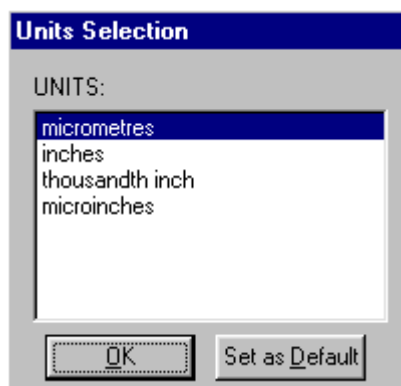 Units Selection
UNITS:
micrometres
inches
thousandth inch
microinches
OK Set as Default